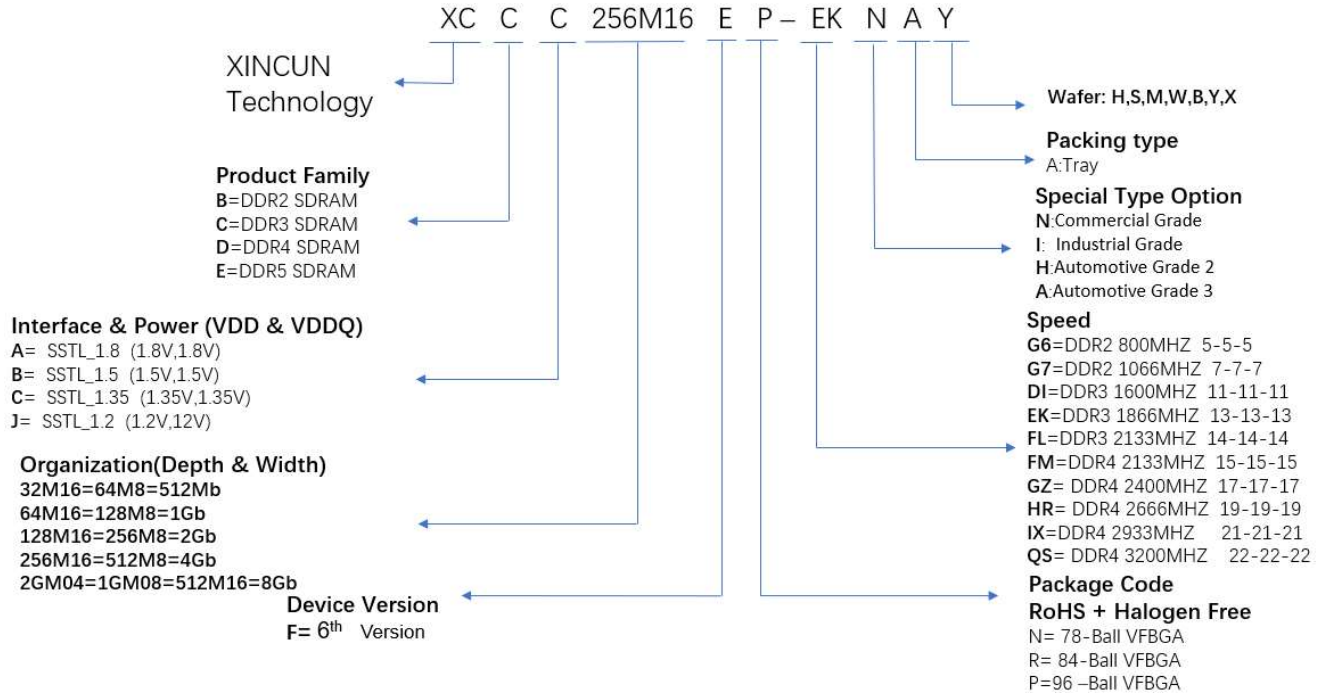 XC C C 256M16 E P – EK N A Y
XINCUN
Technology
Product Family
B=DDR2 SDRAM
C=DDR3 SDRAM
D=DDR4 SDRAM
E=DDR5 SDRAM
Interface & Power (VDD & VDDQ)
A= SSTL_1.8 (1.8V,1.8V)
B= SSTL_1.5 (1.5V,1.5V)
C= SSTL_1.35 (1.35V,1.35V)
J= SSTL_1.2 (1.2V,12V)
Organization(Depth & Width)
32M16=64M8=512Mb
64M16=128M8=1Gb
128M16=256M8=2Gb
256M16=512M8=4Gb
2GM04=1GM08=512M16=8Gb
Device Version
F= 6th Version
Wafer: H,S,M,W,B,Y,X
Packing type
A:Tray
Special Type Option
N:Commercial Grade
I: Industrial Grade
H:Automotive Grade 2
A:Automotive Grade 3
Speed
G6=DDR2 800MHZ 5-5-5
G7=DDR2 1066MHZ 7-7-7
DI=DDR3 1600MHZ 11-11-11
EK=DDR3 1866MHZ 13-13-13
FL=DDR3 2133MHZ 14-14-14
FM=DDR4 2133MHZ 15-15-15
GZ= DDR4 2400MHZ 17-17-17
HR= DDR4 2666MHZ 19-19-19
IX=DDR4 2933MHZ 21-21-21
QS= DDR4 3200MHZ 22-22-22
Package Code
RoHS + Halogen Free
N= 78-Ball VFBGA
R= 84-Ball VFBGA
P=96 –Ball VFBGA